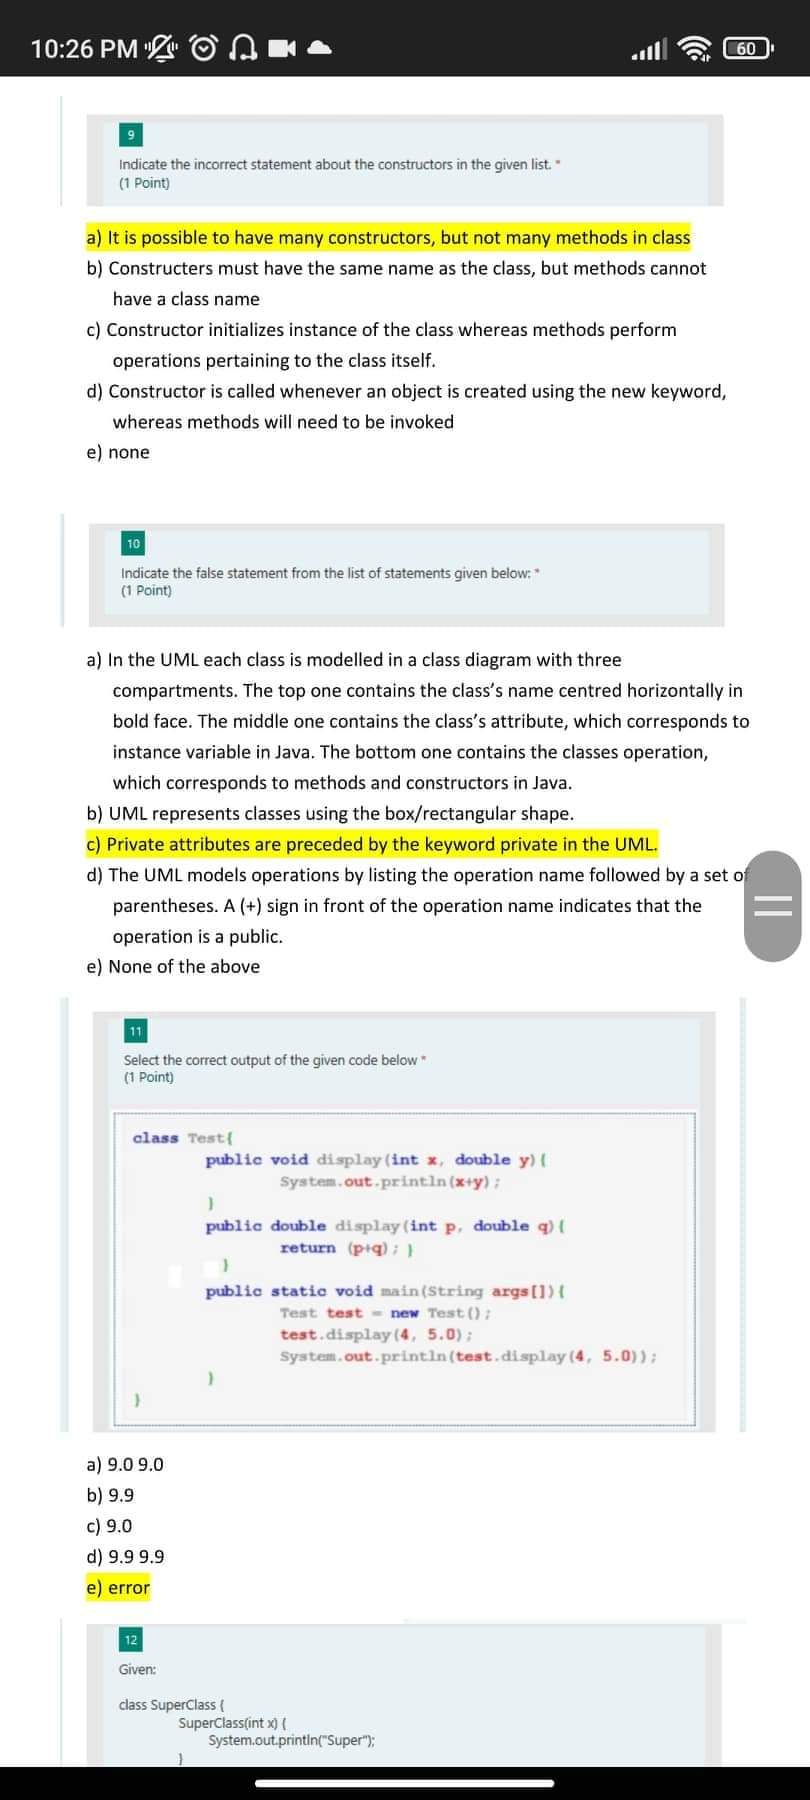 10:26 PM
60
9
Indicate the incorrect statement about the constructors in the given list. *
(1 Point)
a) It is possible to have many constructors, but not many methods in class
b) Constructers must have the same name as the class, but methods cannot
have a class name
c) Constructor initializes instance of the class whereas methods perform
operations pertaining to the class itself.
d) Constructor is called whenever an object is created using the new keyword,
whereas methods will need to be invoked
e) none
10
Indicate the false statement from the list of statements given below: *
(1 Point)
a) In the UML each class is modelled in a class diagram with three
compartments. The top one contains the class’s name centred horizontally in
bold face. The middle one contains the class’s attribute, which corresponds to
instance variable in Java. The bottom one contains the classes operation,
which corresponds to methods and constructors in Java.
b) UML represents classes using the box/rectangular shape.
c) Private attributes are preceded by the keyword private in the UML.
d) The UML models operations by listing the operation name followed by a set of
parentheses. A (+) sign in front of the operation name indicates that the
operation is a public.
e) None of the above
11
Select the correct output of the given code below *
(1 Point)
class Test{
public void display(int x, double y){
System.out.println(x+y);
}
public double display(int p, double q){
return (p+q); }
}
public static void main(String args[]){
Test test = new Test();
test.display(4, 5.0);
System.out.println(test.display(4, 5.0));
}
}
a) 9.0 9.0
b) 9.9
c) 9.0
d) 9.9 9.9
e) error
12
Given:
class SuperClass {
SuperClass(int x) {
System.out.println("Super");
}